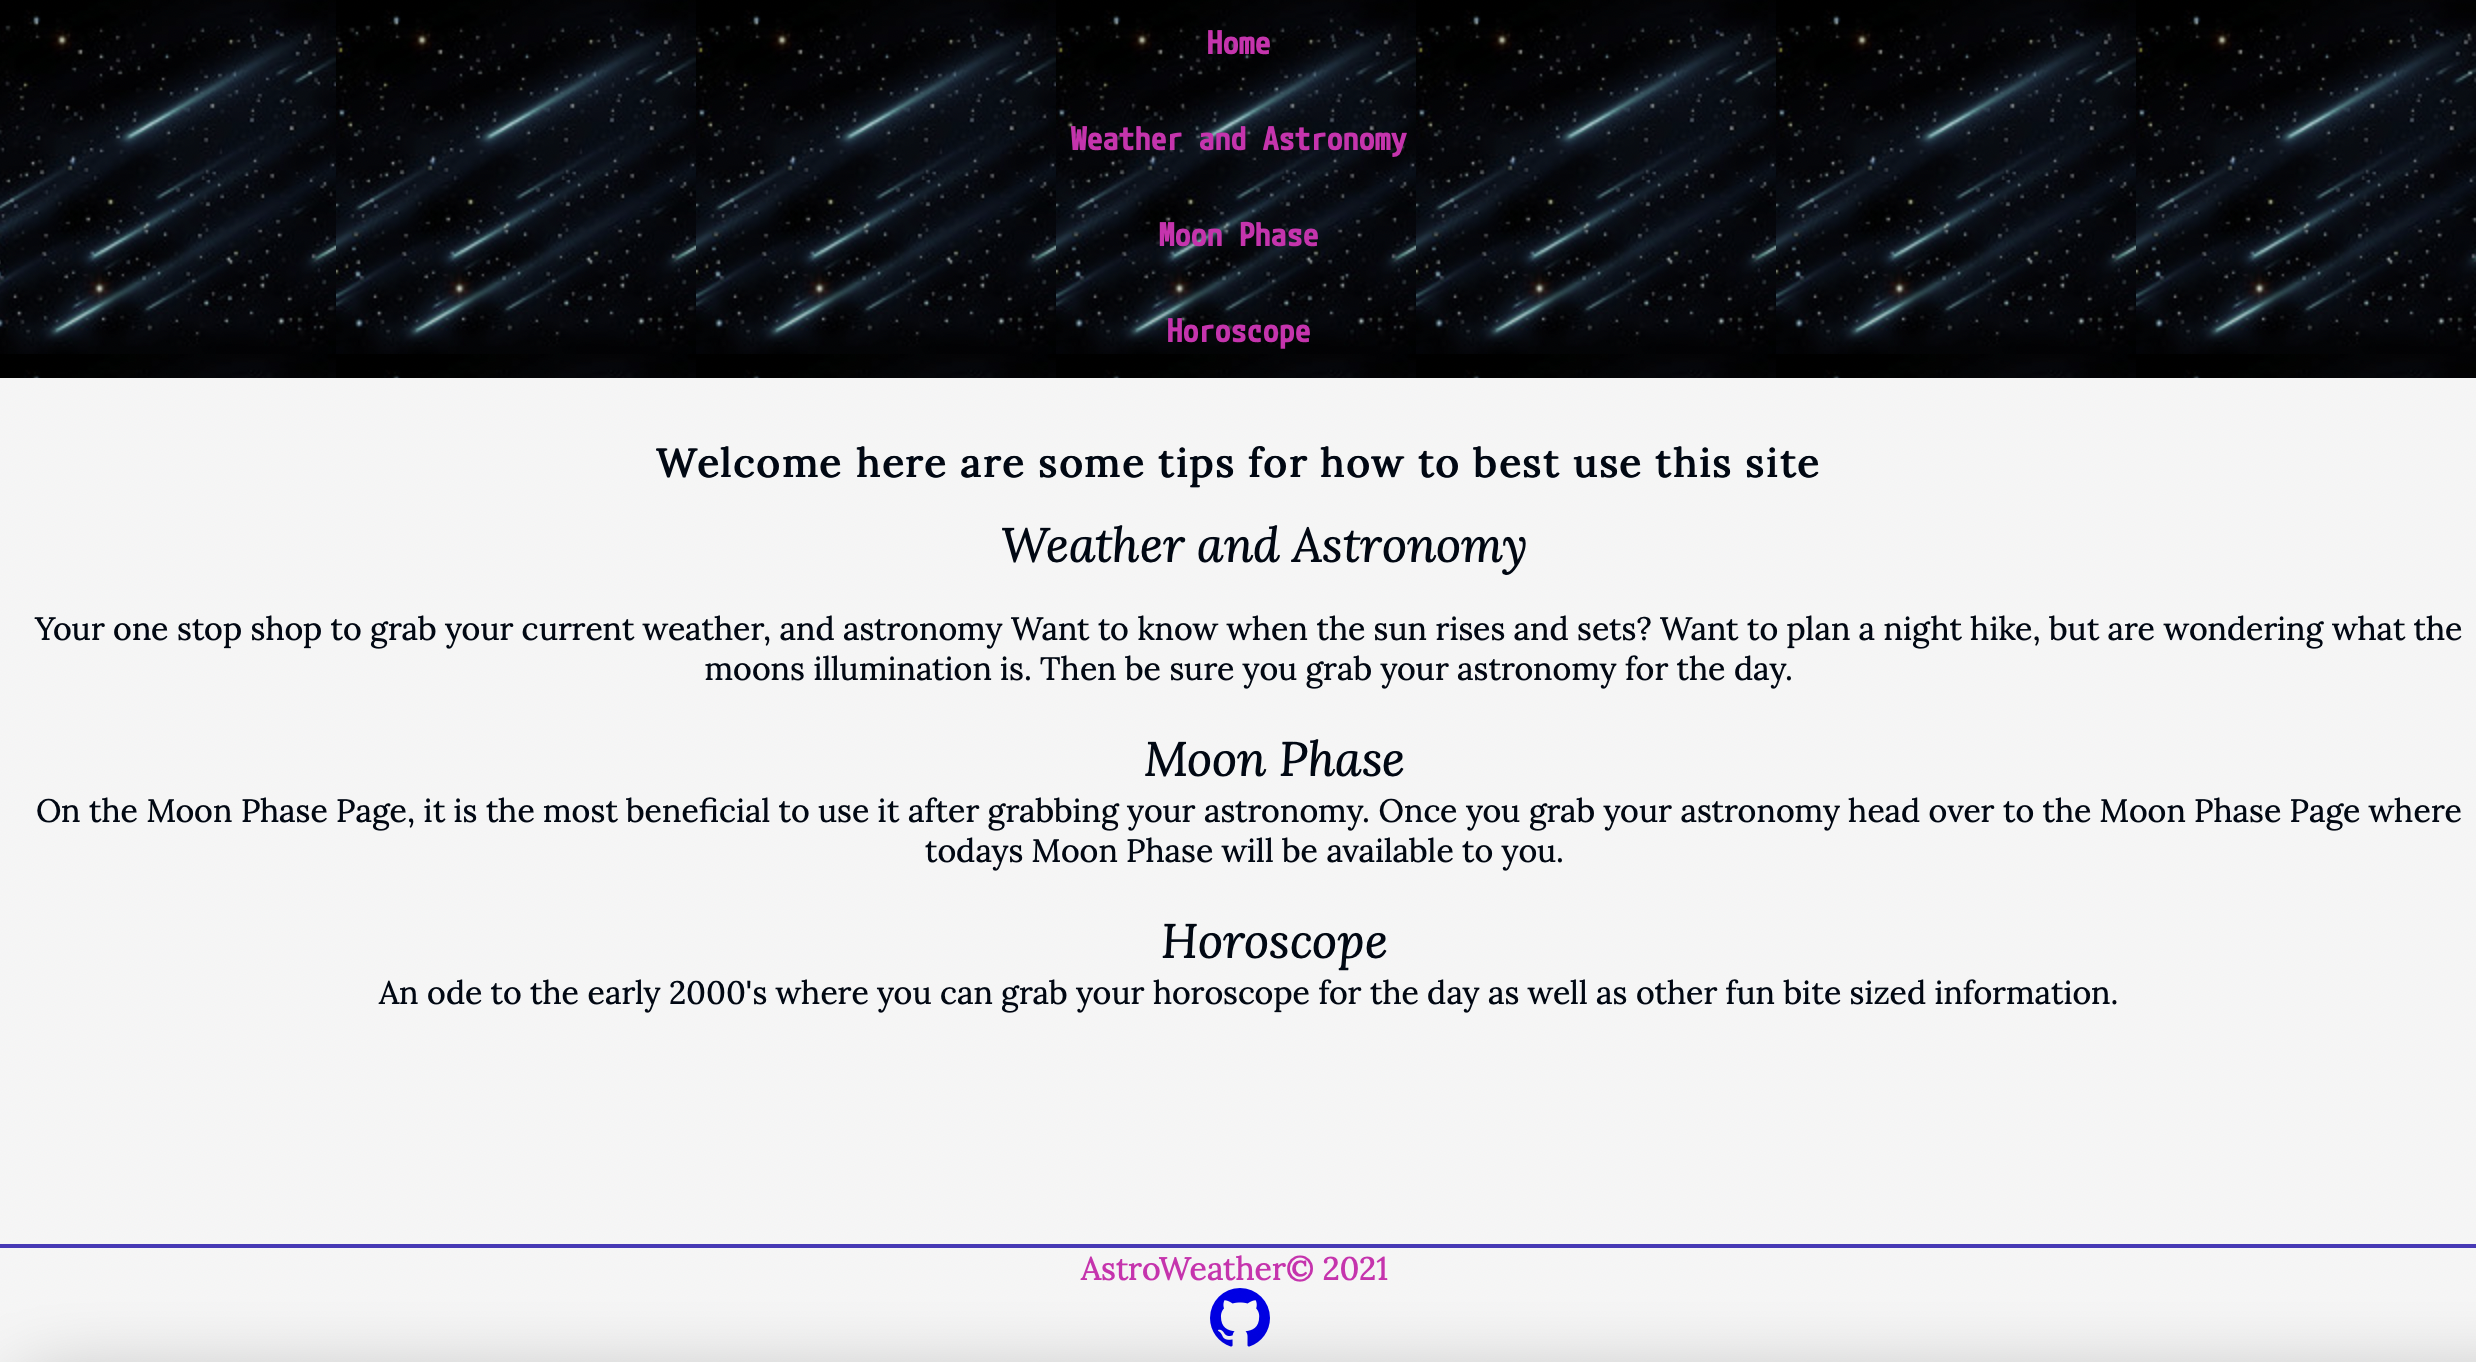 Home
Weather and Astronomy
Moon Phase
Horoscope
Welcome here are some tips for how to best use this site
Weather and Astronomy
Your one stop shop to grab your current weather, and astronomy Want to know when the sun rises and sets? Want to plan a night hike, but are wondering what the
moons illumination is. Then be sure you grab your astronomy for the day.
Moon Phase
On the Moon Phase Page, it is the most beneficial to use it after grabbing your astronomy. Once you grab your astronomy head over to the Moon Phase Page where
todays Moon Phase will be available to you.
Horoscope
An ode to the early 2000's where you can grab your horoscope for the day as well as other fun bite sized information.
AstroWeather© 2021